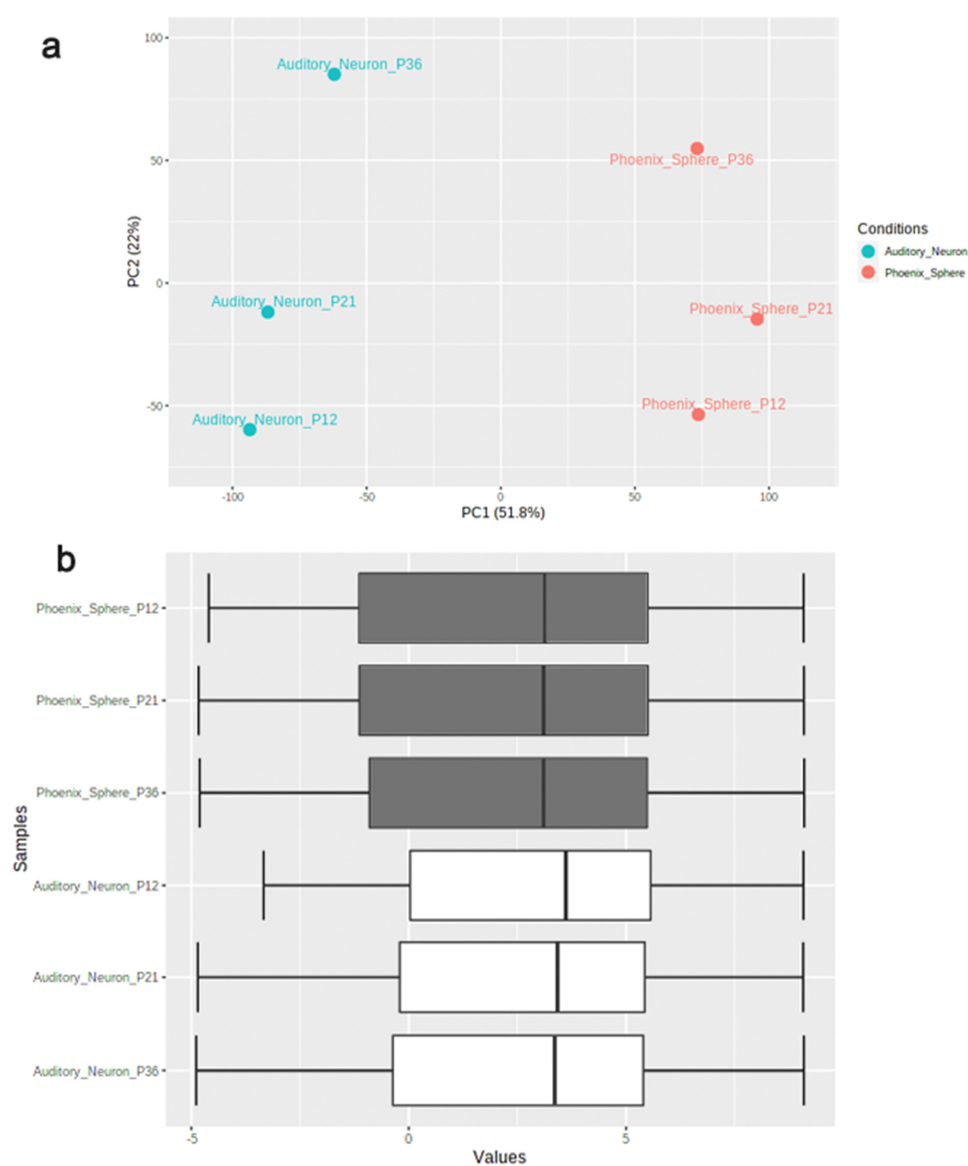 a
100
50
0
-50
PC2 (22%)
Auditory_Neuron_P36
Phoenix_Sphere_P36
Auditory_Neuron_P21
Phoenix_Sphere_P21
Phoenix_Sphere_P12
Auditory_Neuron_P12
-100
-50
0
50
100
PC1 (51.8%)
Conditions
Auditory_Neuron
Phoenix_Sphere
b
Samples
Phoenix_Sphere_P12
Phoenix_Sphere_P21
Phoenix_Sphere_P36
Auditory_Neuron_P12
Auditory_Neuron_P21
Auditory_Neuron_P36
-5
0
5
Values